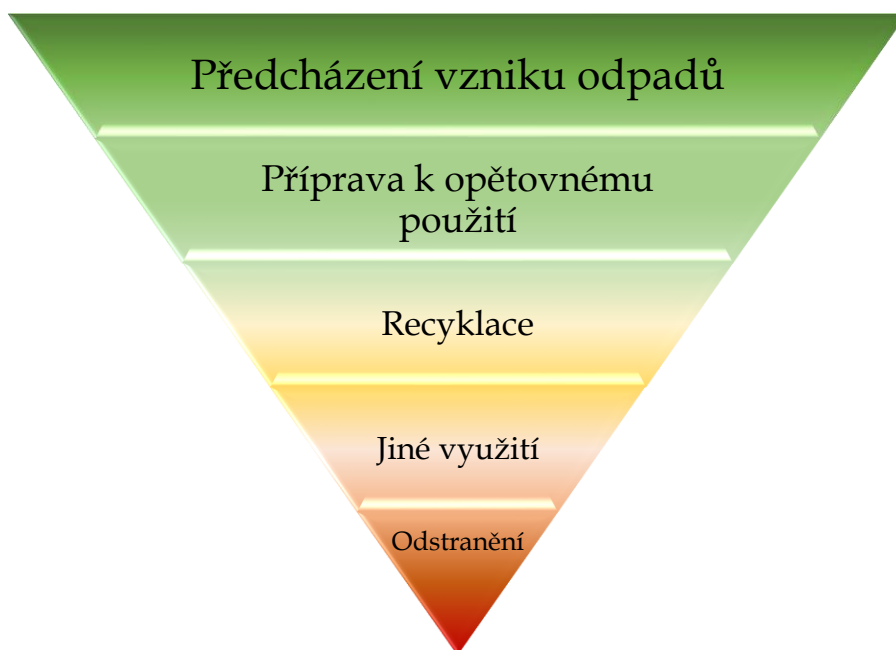 Předcházení vzniku odpadů
Příprava k opětovnému
použití
Recyklace
Jiné využití
Odstranění